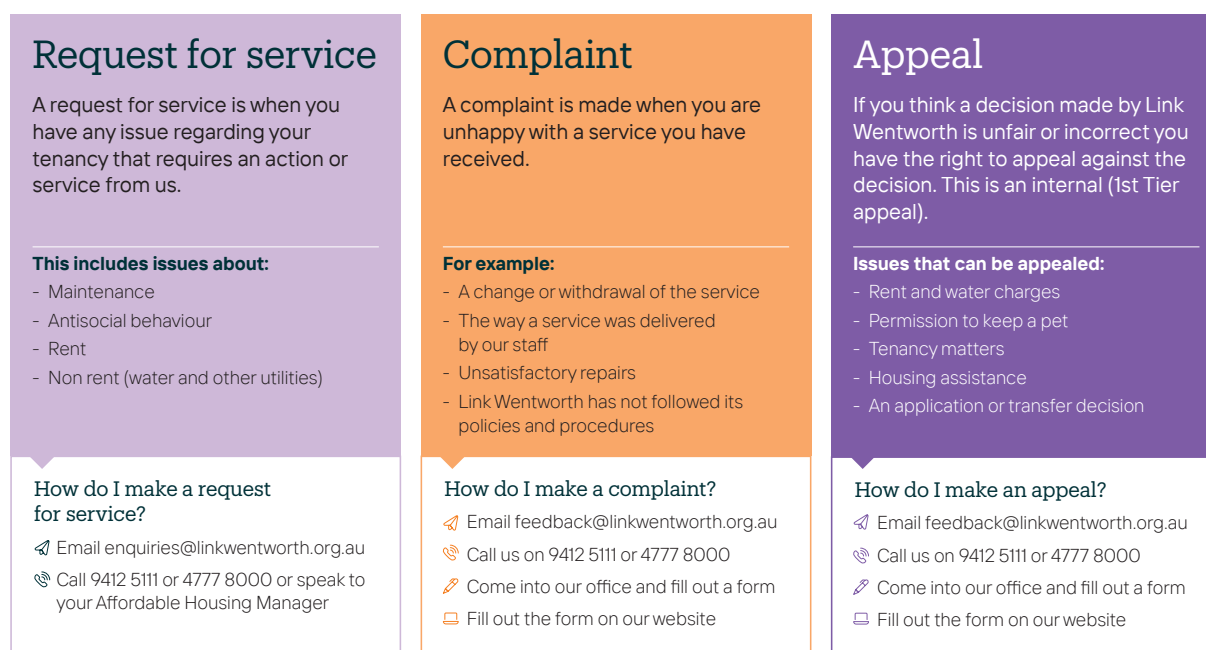 Request for service
A request for service is when you
have any issue regarding your
tenancy that requires an action or
service from us.
This includes issues about:
- Maintenance
- Antisocial behaviour
- Rent
- Non rent (water and other utilities)
How do I make a request
for service?
Email enquiries@linkwentworth.org.au
Call 9412 5111 or 4777 8000 or speak to
your Affordable Housing Manager
Complaint
A complaint is made when you are
unhappy with a service you have
received.
For example:
- A change or withdrawal of the service
- The way a service was delivered
by our staff
- Unsatisfactory repairs
- Link Wentworth has not followed its
policies and procedures
How do I make a complaint?
Email feedback@linkwentworth.org.au
Call us on 9412 5111 or 4777 8000
Come into our office and fill out a form
Fill out the form on our website
Appeal
If you think a decision made by Link
Wentworth is unfair or incorrect you
have the right to appeal against the
decision. This is an internal (1st Tier
appeal).
Issues that can be appealed:
- Rent and water charges
- Permission to keep a pet
- Tenancy matters
- Housing assistance
- An application or transfer decision
How do I make an appeal?
Email feedback@linkwentworth.org.au
Call us on 9412 5111 or 4777 8000
Come into our office and fill out a form
Fill out the form on our website